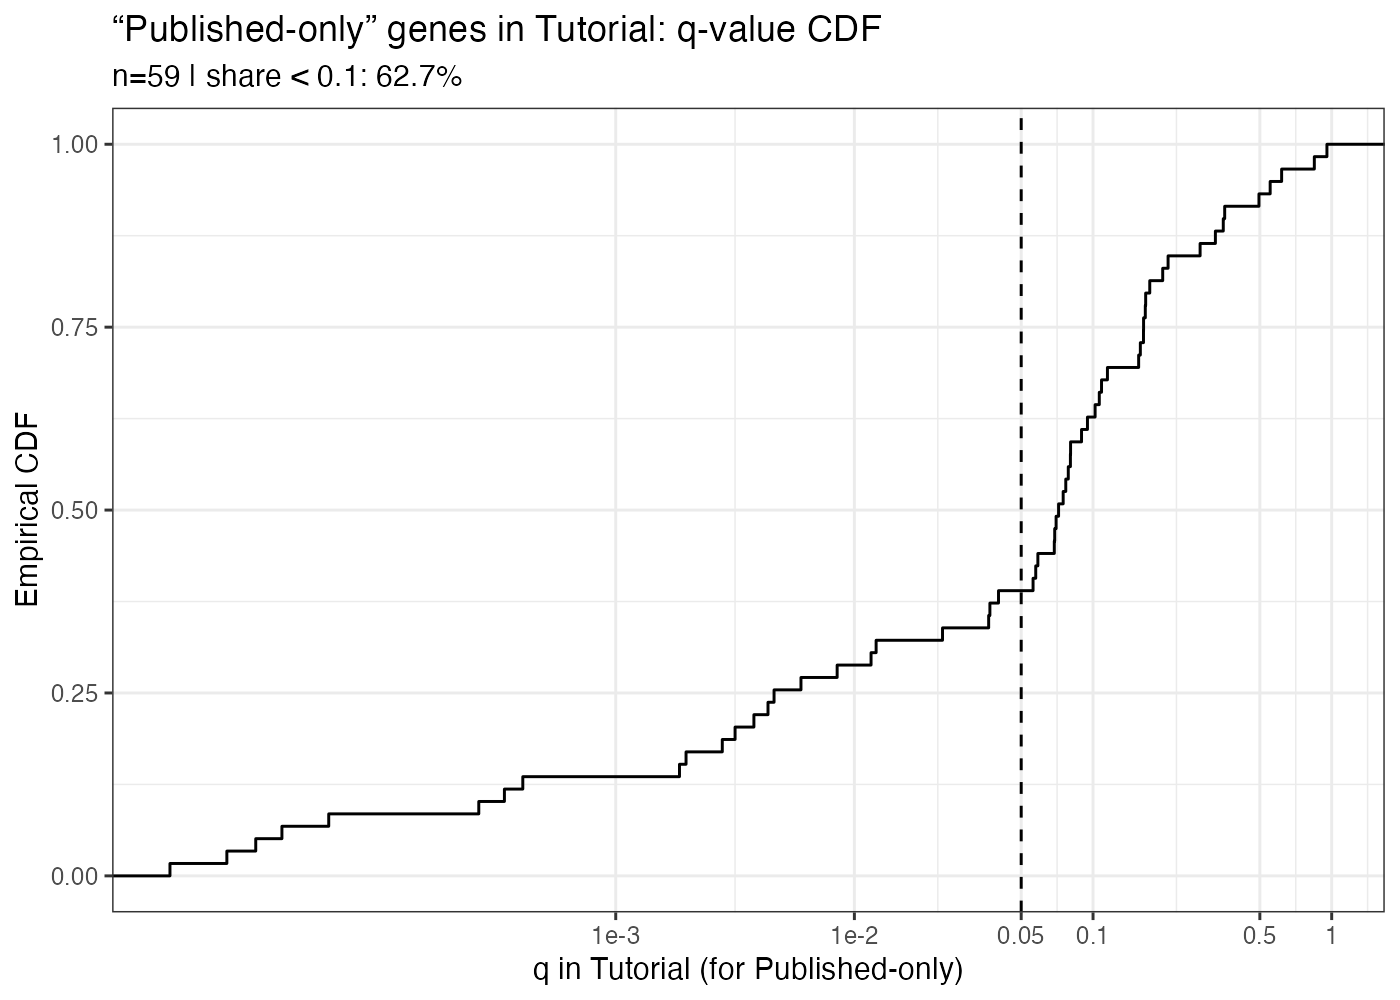 “Published-only” genes in Tutorial: q-value CDF
n=59 | share < 0.1: 62.7%
Empirical CDF
1.00
0.75
0.50
0.25
0.00
1e-3 1e-2 0.05 0.1 0.5 1
q in Tutorial (for Published-only)